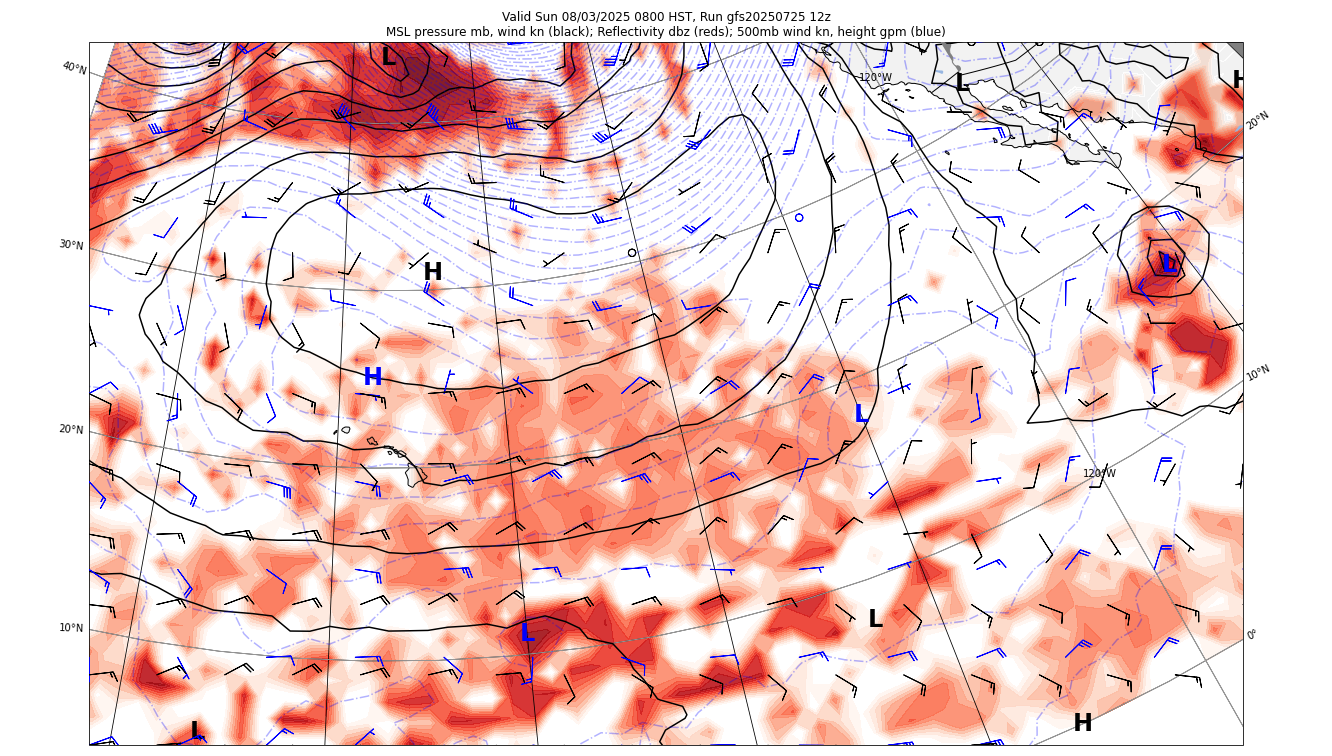 Valid Sun 08/03/2025 0800 HST, Run gfs20250725 12z
MSL pressure mb, wind kn (black); Reflectivity dbz (reds); 500mb wind kn, height gpm (blue)
L
40°N
120°W
L
H
20°N
30°N
H
L
H
10°N
L
20°N
120°W
10°N
L
L
0°
L
H